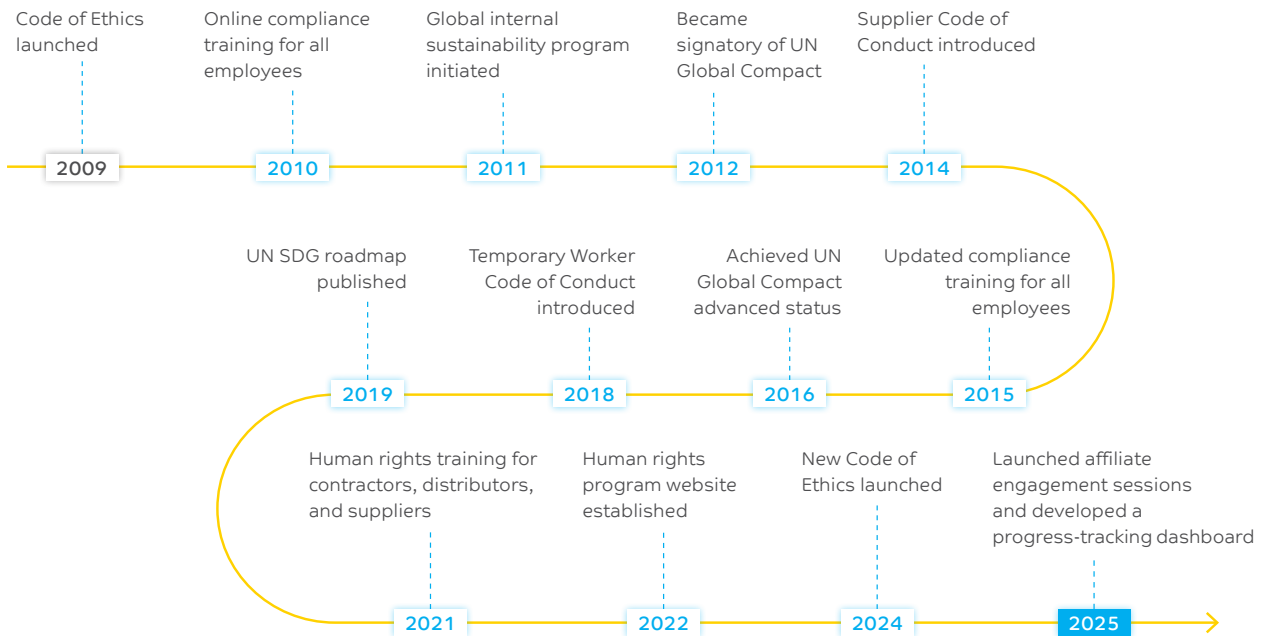 Code of Ethics
launched
Online compliance
training for all
employees
Global internal
sustainability program
initiated
Became
signatory of UN
Global Compact
Supplier Code of
Conduct introduced
2009
2010
2011
2012
2014
UN SDG roadmap
published
Temporary Worker
Code of Conduct
introduced
Achieved UN
Global Compact
advanced status
Updated compliance
training for all
employees
2019
2018
2016
2015
Human rights training for
contractors, distributors,
and suppliers
Human rights
program website
established
New Code of
Ethics launched
Launched affiliate
engagement sessions
and developed a
progress-tracking dashboard
2021
2022
2024
2025